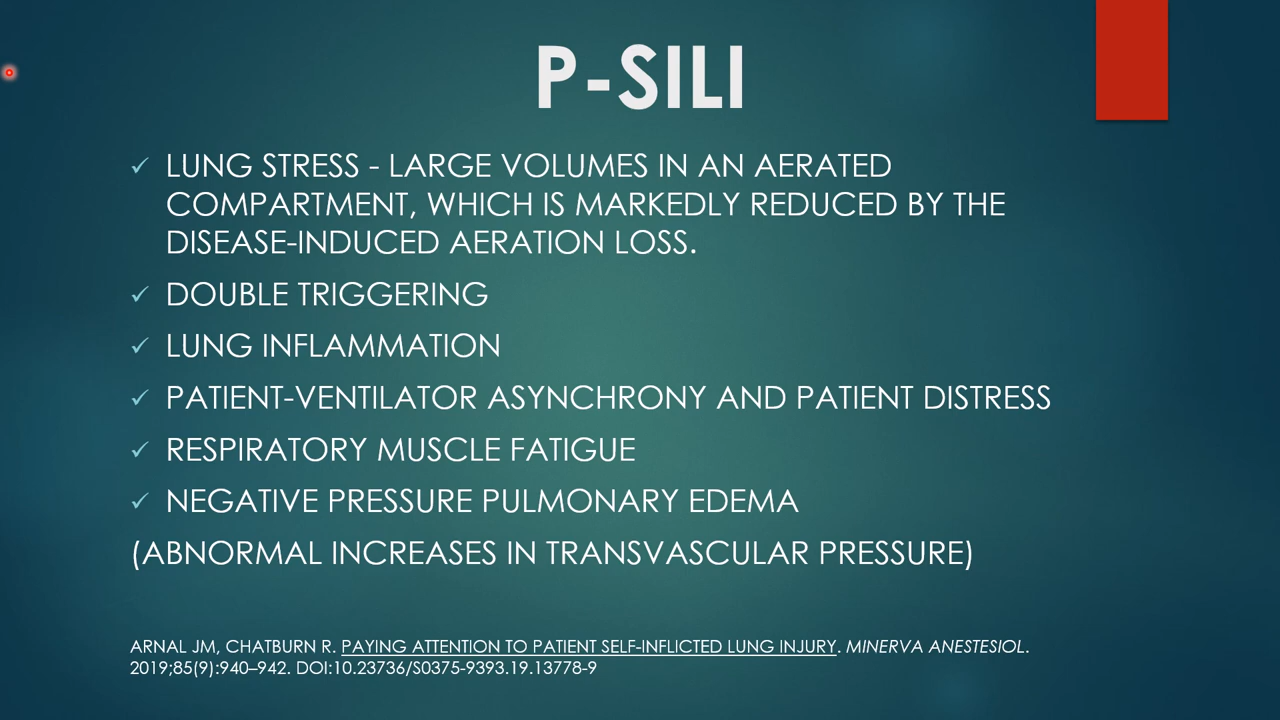 P-SILI
LUNG STRESS - LARGE VOLUMES IN AN AERATED
COMPARTMENT, WHICH IS MARKEDLY REDUCED BY THE
DISEASE-INDUCED AERATION LOSS.
DOUBLE TRIGGERING
LUNG INFLAMMATION
PATIENT-VENTILATOR ASYNCHRONY AND PATIENT DISTRESS
RESPIRATORY MUSCLE FATIGUE
NEGATIVE PRESSURE PULMONARY EDEMA
(ABNORMAL INCREASES IN TRANSVASCULAR PRESSURE)
ARNAL JM, CHATBURN R. PAYING ATTENTION TO PATIENT SELF-INFLICTED LUNG INJURY. MINERVA ANESTESIOL.
2019;85(9):940–942. DOI:10.23736/S0375-9393.19.13778-9